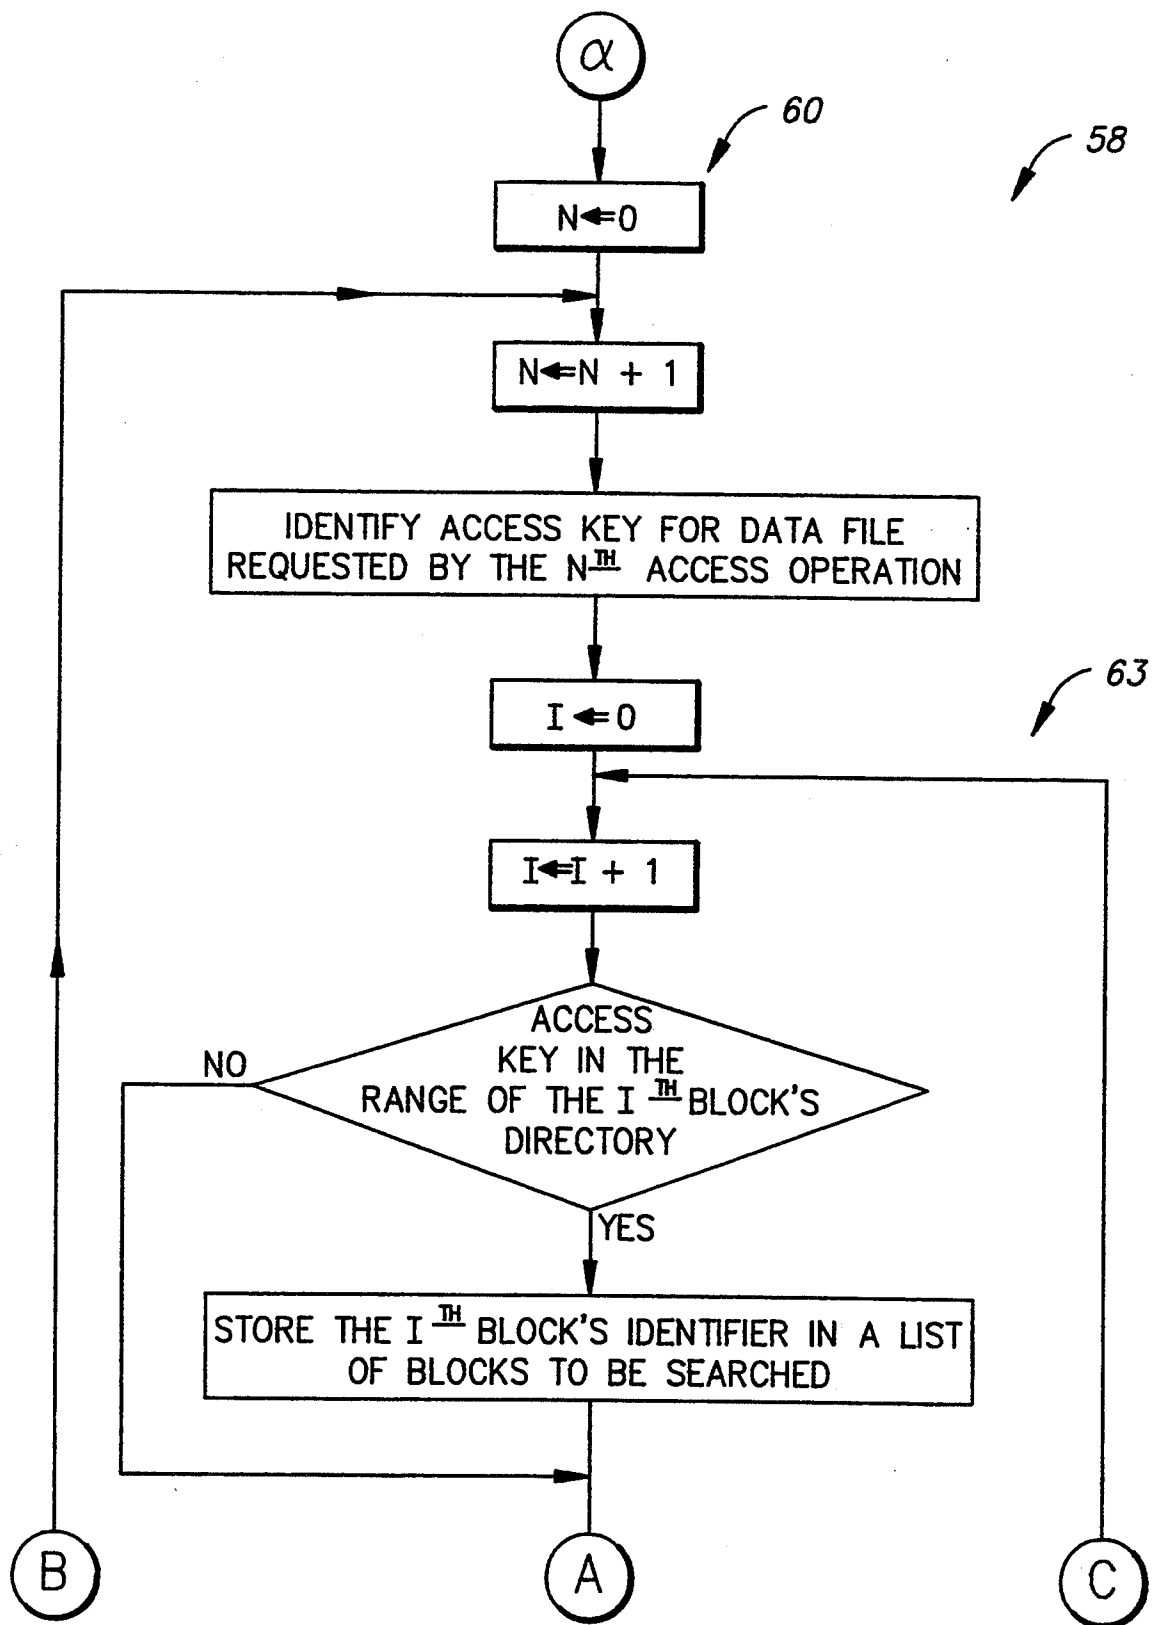 α
60
58
N⇐0
N⇐N + 1
IDENTIFY ACCESS KEY FOR DATA FILE
REQUESTED BY THE NTH ACCESS OPERATION
63
I⇐0
I⇐I + 1
ACCESS
KEY IN THE
RANGE OF THE I TH BLOCK'S
DIRECTORY
NO
YES
STORE THE I TH BLOCK'S IDENTIFIER IN A LIST
OF BLOCKS TO BE SEARCHED
B
A
C